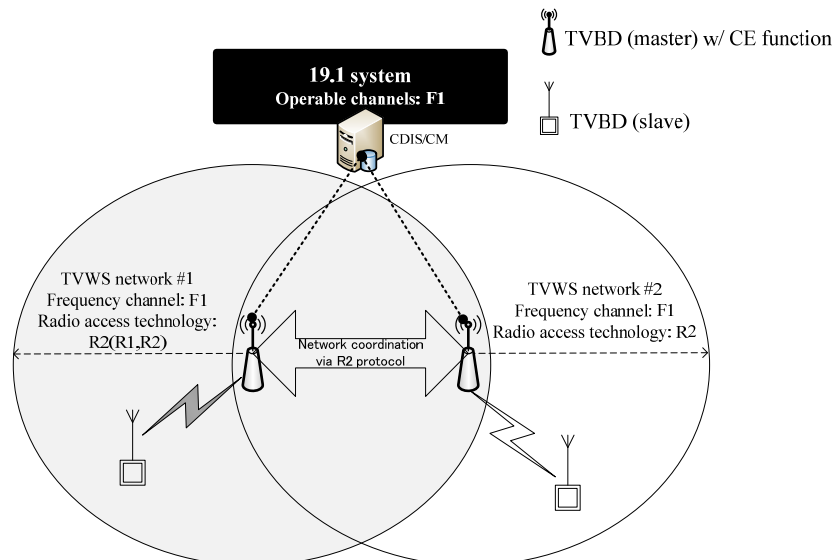 TVBD (master) w/ CE function
19.1 system
Operable channels: F1
CDIS/CM
TVBD (slave)
TVWS network #1
Frequency channel: F1
Radio access technology:
R2(R1,R2)
TVWS network #2
Frequency channel: F1
Radio access technology: R2
Network coordination
via R2 protocol